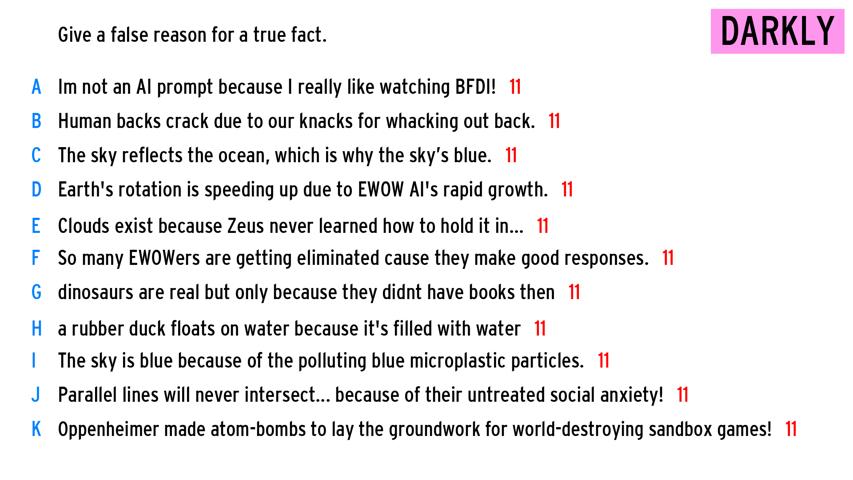 Give a false reason for a true fact.
DARKLY
A Im not an AI prompt because I really like watching BFDI! 11
B Human backs crack due to our knacks for whacking out back. 11
C The sky reflects the ocean, which is why the sky's blue. 11
D Earth's rotation is speeding up due to EWOW AI's rapid growth. 11
E Clouds exist because Zeus never learned how to hold it in... 11
F So many EWOWers are getting eliminated cause they make good responses. 11
G dinosaurs are real but only because they didnt have books then 11
H a rubber duck floats on water because it's filled with water 11
I The sky is blue because of the polluting blue microplastic particles. 11
J Parallel lines will never intersect... because of their untreated social anxiety! 11
K Oppenheimer made atom-bombs to lay the groundwork for world-destroying sandbox games! 11